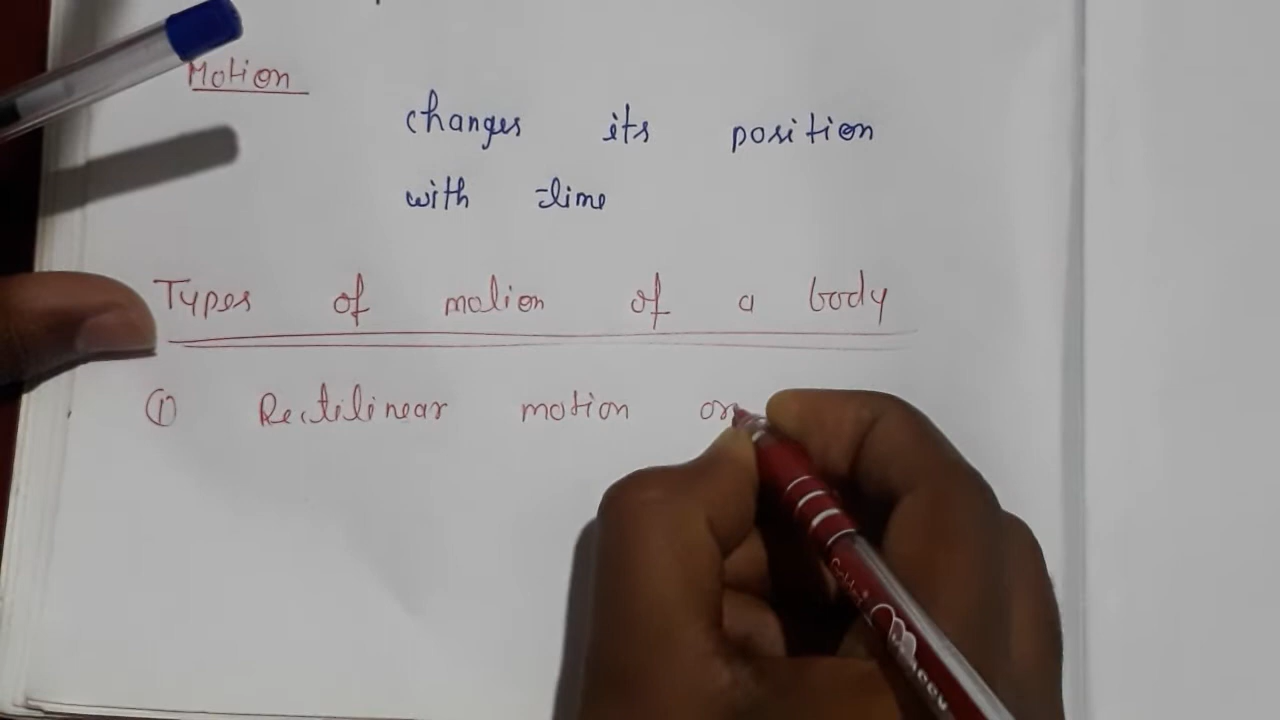 Motion
changes its position
with time
Types of motion of a body
① Rectilinear motion or